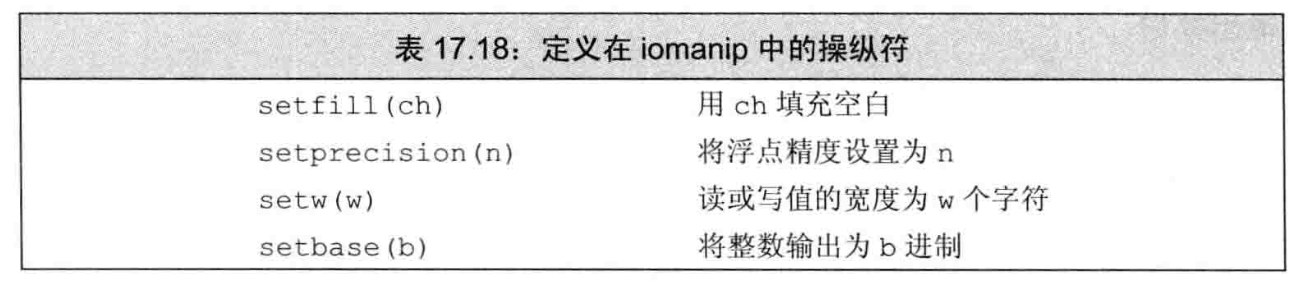 表 17.18：定义在 iomanip 中的操纵符
setfill(ch) 用 ch 填充空白
setprecision(n) 将浮点精度设置为 n
setw(w) 读或写值的宽度为 w 个字符
setbase(b) 将整数输出为 b 进制